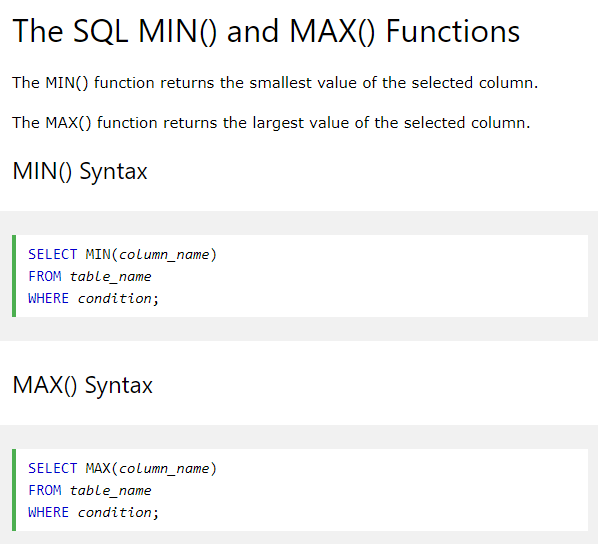 The SQL MIN() and MAX() Functions
The MIN() function returns the smallest value of the selected column.
The MAX() function returns the largest value of the selected column.
MIN() Syntax
SELECT MIN(column_name)
FROM table_name
WHERE condition;
MAX() Syntax
SELECT MAX(column_name)
FROM table_name
WHERE condition;